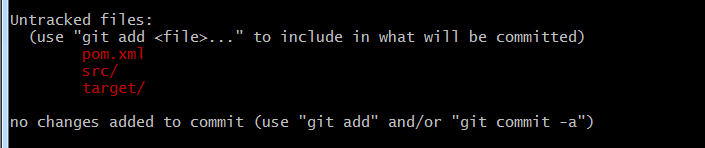 Untracked files:
(use "git add <file>..." to include in what will be committed)
pom.xml
src/
target/
no changes added to commit (use "git add" and/or "git commit -a")